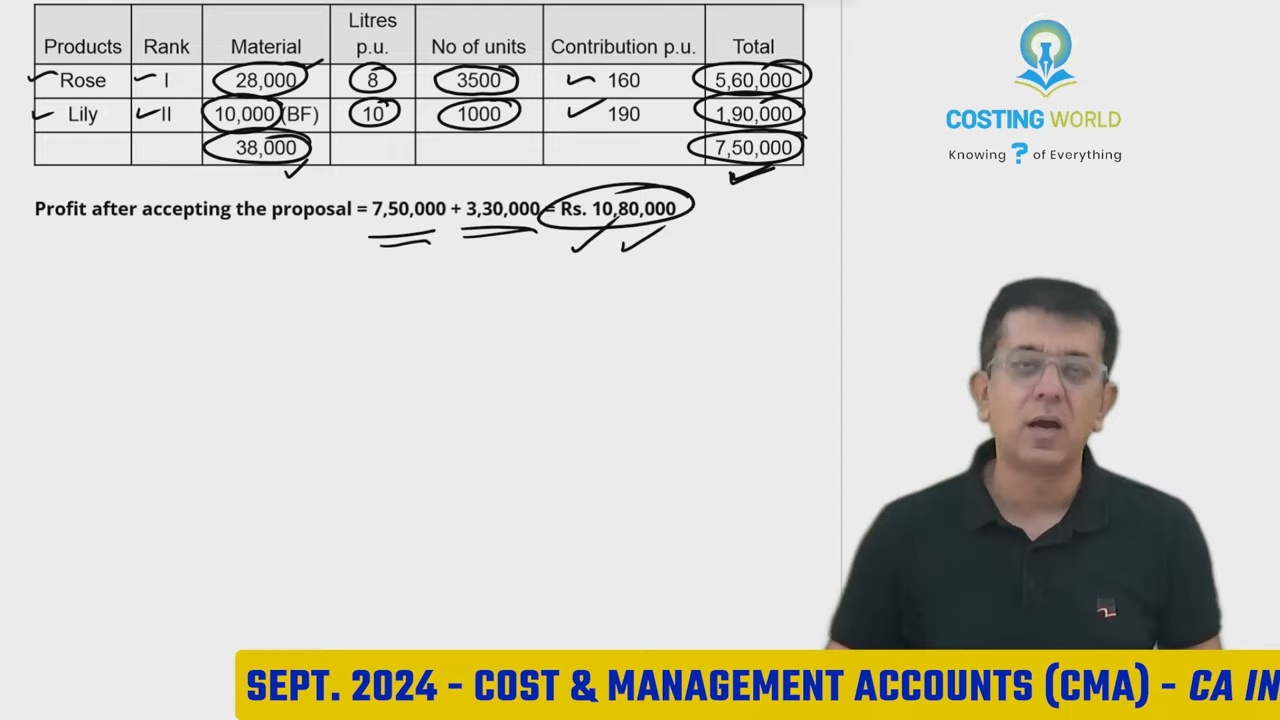 Products Rank Material Litres p.u. No of units Contribution p.u. Total
Rose I 28,000 8 3500 160 5,60,000
Lily II 10,000 (BF) 10 1000 190 1,90,000
38,000 7,50,000
Profit after accepting the proposal = 7,50,000 + 3,30,000 = Rs. 10,80,000
COSTING WORLD
Knowing ? of Everything
SEPT. 2024 - COST & MANAGEMENT ACCOUNTS (CMA) - CA IN